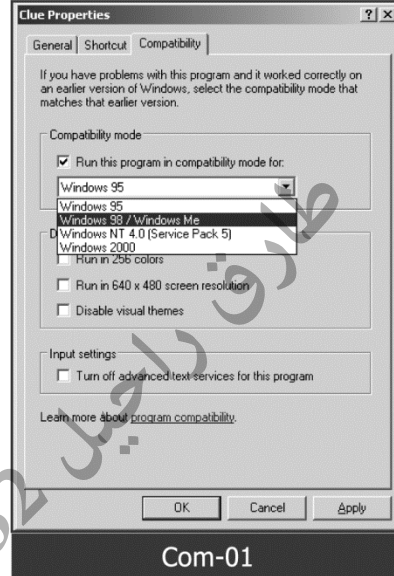 Clue Properties
General Shortcut Compatibility
If you have problems with this program and it worked correctly on
an earlier version of Windows, select the compatibility mode that
matches that earlier version.
Compatibility mode
Run this program in compatibility mode for:
Windows 95
Windows 95
Windows 98 / Windows Me
Windows NT 4.0 (Service Pack 5)
Windows 2000
Run in 256 colors
Run in 640 x 480 screen resolution
Disable visual themes
Input settings
Turn off advanced text services for this program
Learn more about program compatibility.
OK Cancel Apply
Com-01
طارق راحيل